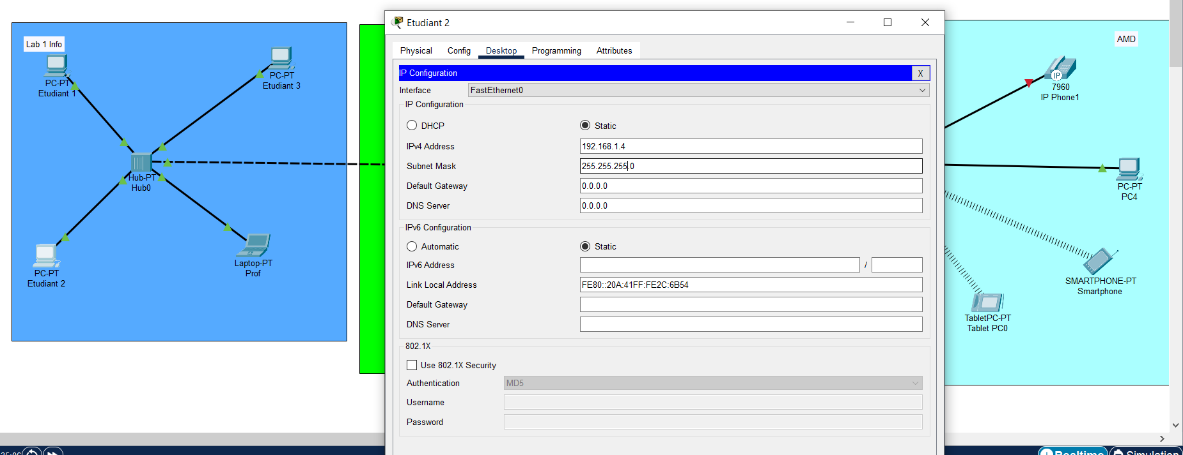 Lab 1 Info
PC-PT
Etudiant 1
PC-PT
Etudiant 3
Hub-PT
Hub0
PC-PT
Etudiant 2
Laptop-PT
Prof
Etudiant 2
Physical Config Desktop Programming Attributes
IP Configuration X
Interface FastEthernet0
IP Configuration
DHCP Static
IPv4 Address 192.168.1.4
Subnet Mask 255.255.255.0
Default Gateway 0.0.0.0
DNS Server 0.0.0.0
IPv6 Configuration
Automatic Static
IPv6 Address /
Link Local Address FE80::20A:41FF:FE2C:6B54
Default Gateway
DNS Server
802.1X
Use 802.1X Security
Authentication MD5
Username
Password
AMD
IP
7960
IP Phone1
PC-PT
PC4
SMARTPHONE-PT
Smartphone
TabletPC-PT
Tablet PC0
Realtime Simulation